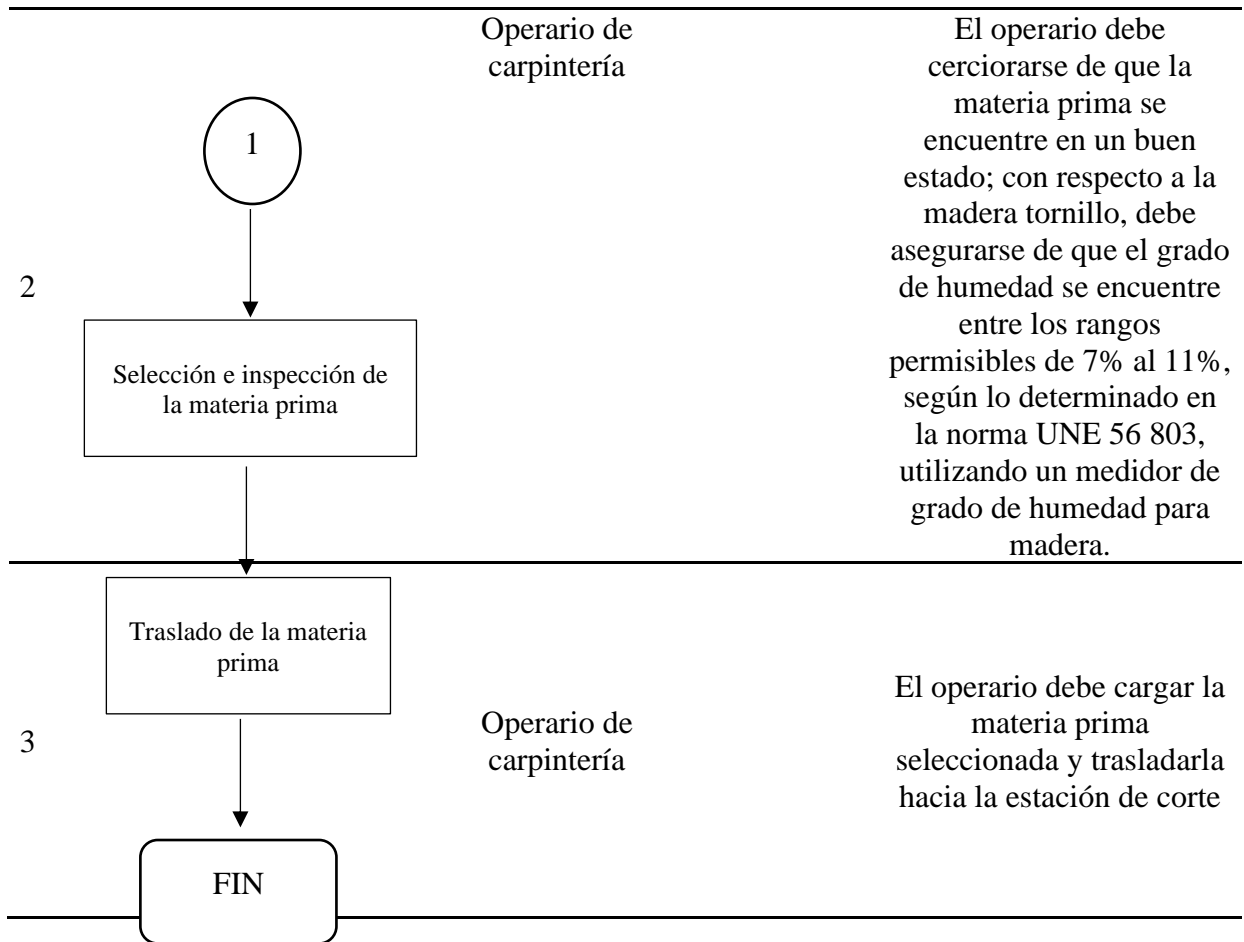 2
1
Selección e inspección de
la materia prima
Operario de
carpintería
El operario debe
cerciorarse de que la
materia prima se
encuentre en un buen
estado; con respecto a la
madera tornillo, debe
asegurarse de que el grado
de humedad se encuentre
entre los rangos
permisibles de 7% al 11%,
según lo determinado en
la norma UNE 56 803,
utilizando un medidor de
grado de humedad para
madera.
3
Traslado de la materia
prima
FIN
Operario de
carpintería
El operario debe cargar la
materia prima
seleccionada y trasladarla
hacia la estación de corte